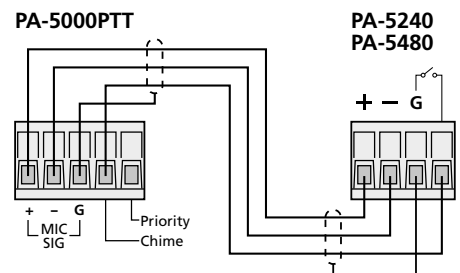 PA-5000PTT
PA-5240
PA-5480
+ − G
+ − G
MIC
SIG
Priority
Chime